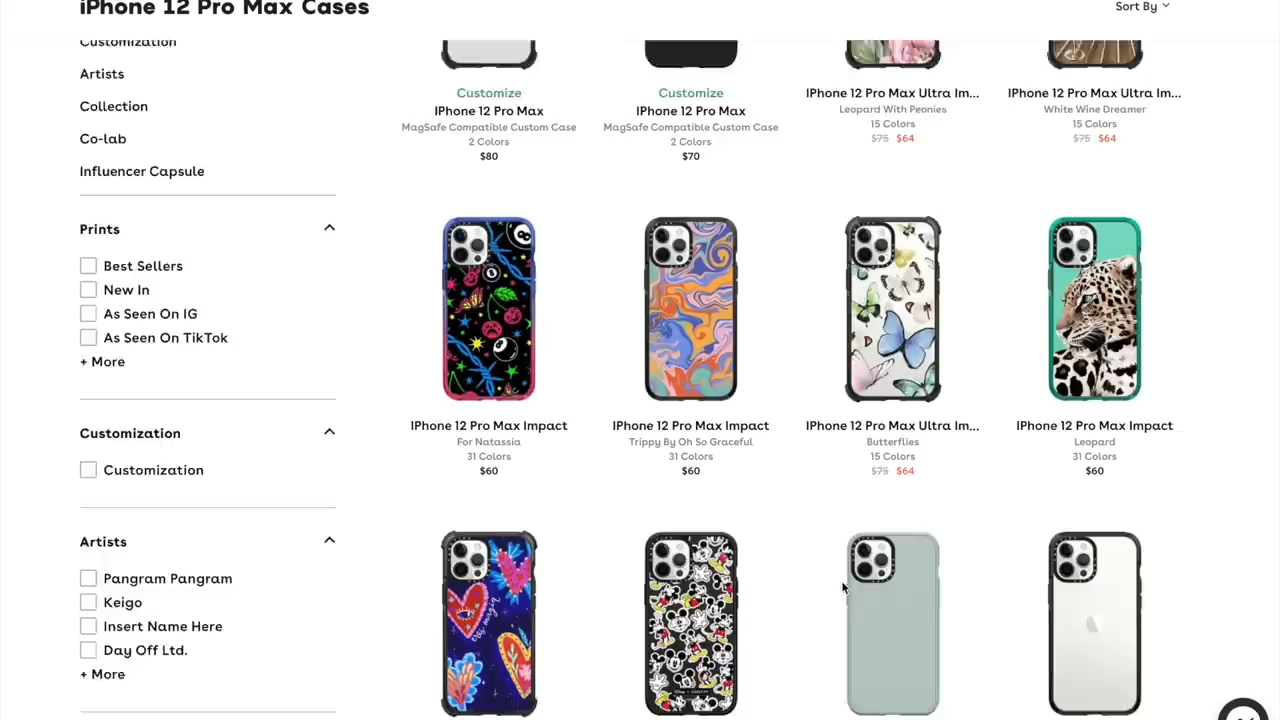 iPhone 12 Pro Max Cases
Sort By
Customization
Artists
Collection
Co-lab
Influencer Capsule
Prints
Best Sellers
New In
As Seen On IG
As Seen On TikTok
+ More
Customization
Customization
Artists
Pangram Pangram
Keigo
Insert Name Here
Day Off Ltd.
+ More
Customize
IPhone 12 Pro Max
MagSafe Compatible Custom Case
2 Colors
$80
Customize
IPhone 12 Pro Max
MagSafe Compatible Custom Case
2 Colors
$70
IPhone 12 Pro Max Ultra Im...
Leopard With Peonies
15 Colors
$75 $64
IPhone 12 Pro Max Ultra Im...
White Wine Dreamer
15 Colors
$75 $64
IPhone 12 Pro Max Impact
For Natassia
31 Colors
$60
IPhone 12 Pro Max Impact
Trippy By Oh So Graceful
31 Colors
$60
IPhone 12 Pro Max Ultra Im...
Butterflies
15 Colors
$75 $64
IPhone 12 Pro Max Impact
Leopard
31 Colors
$60